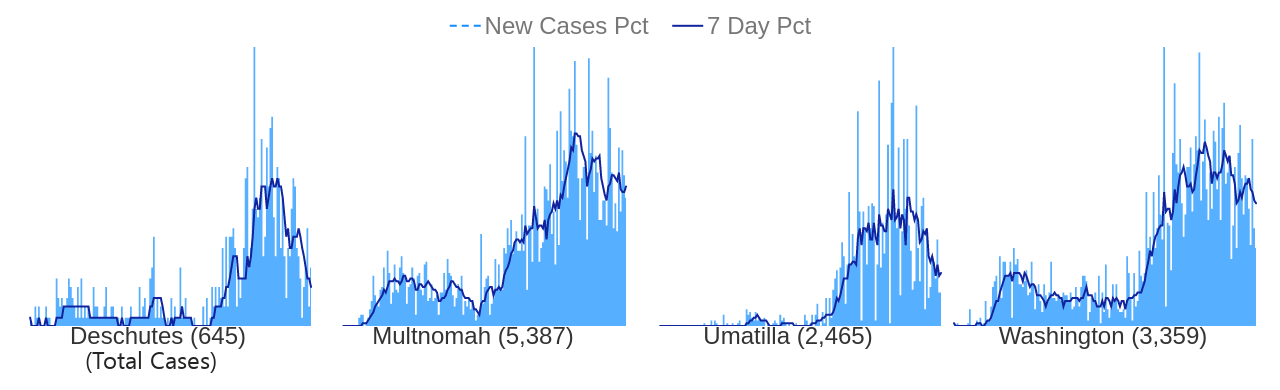 New Cases Pct 7 Day Pct
Deschutes (645) Multnomah (5,387) Umatilla (2,465) Washington (3,359)
(Total Cases)